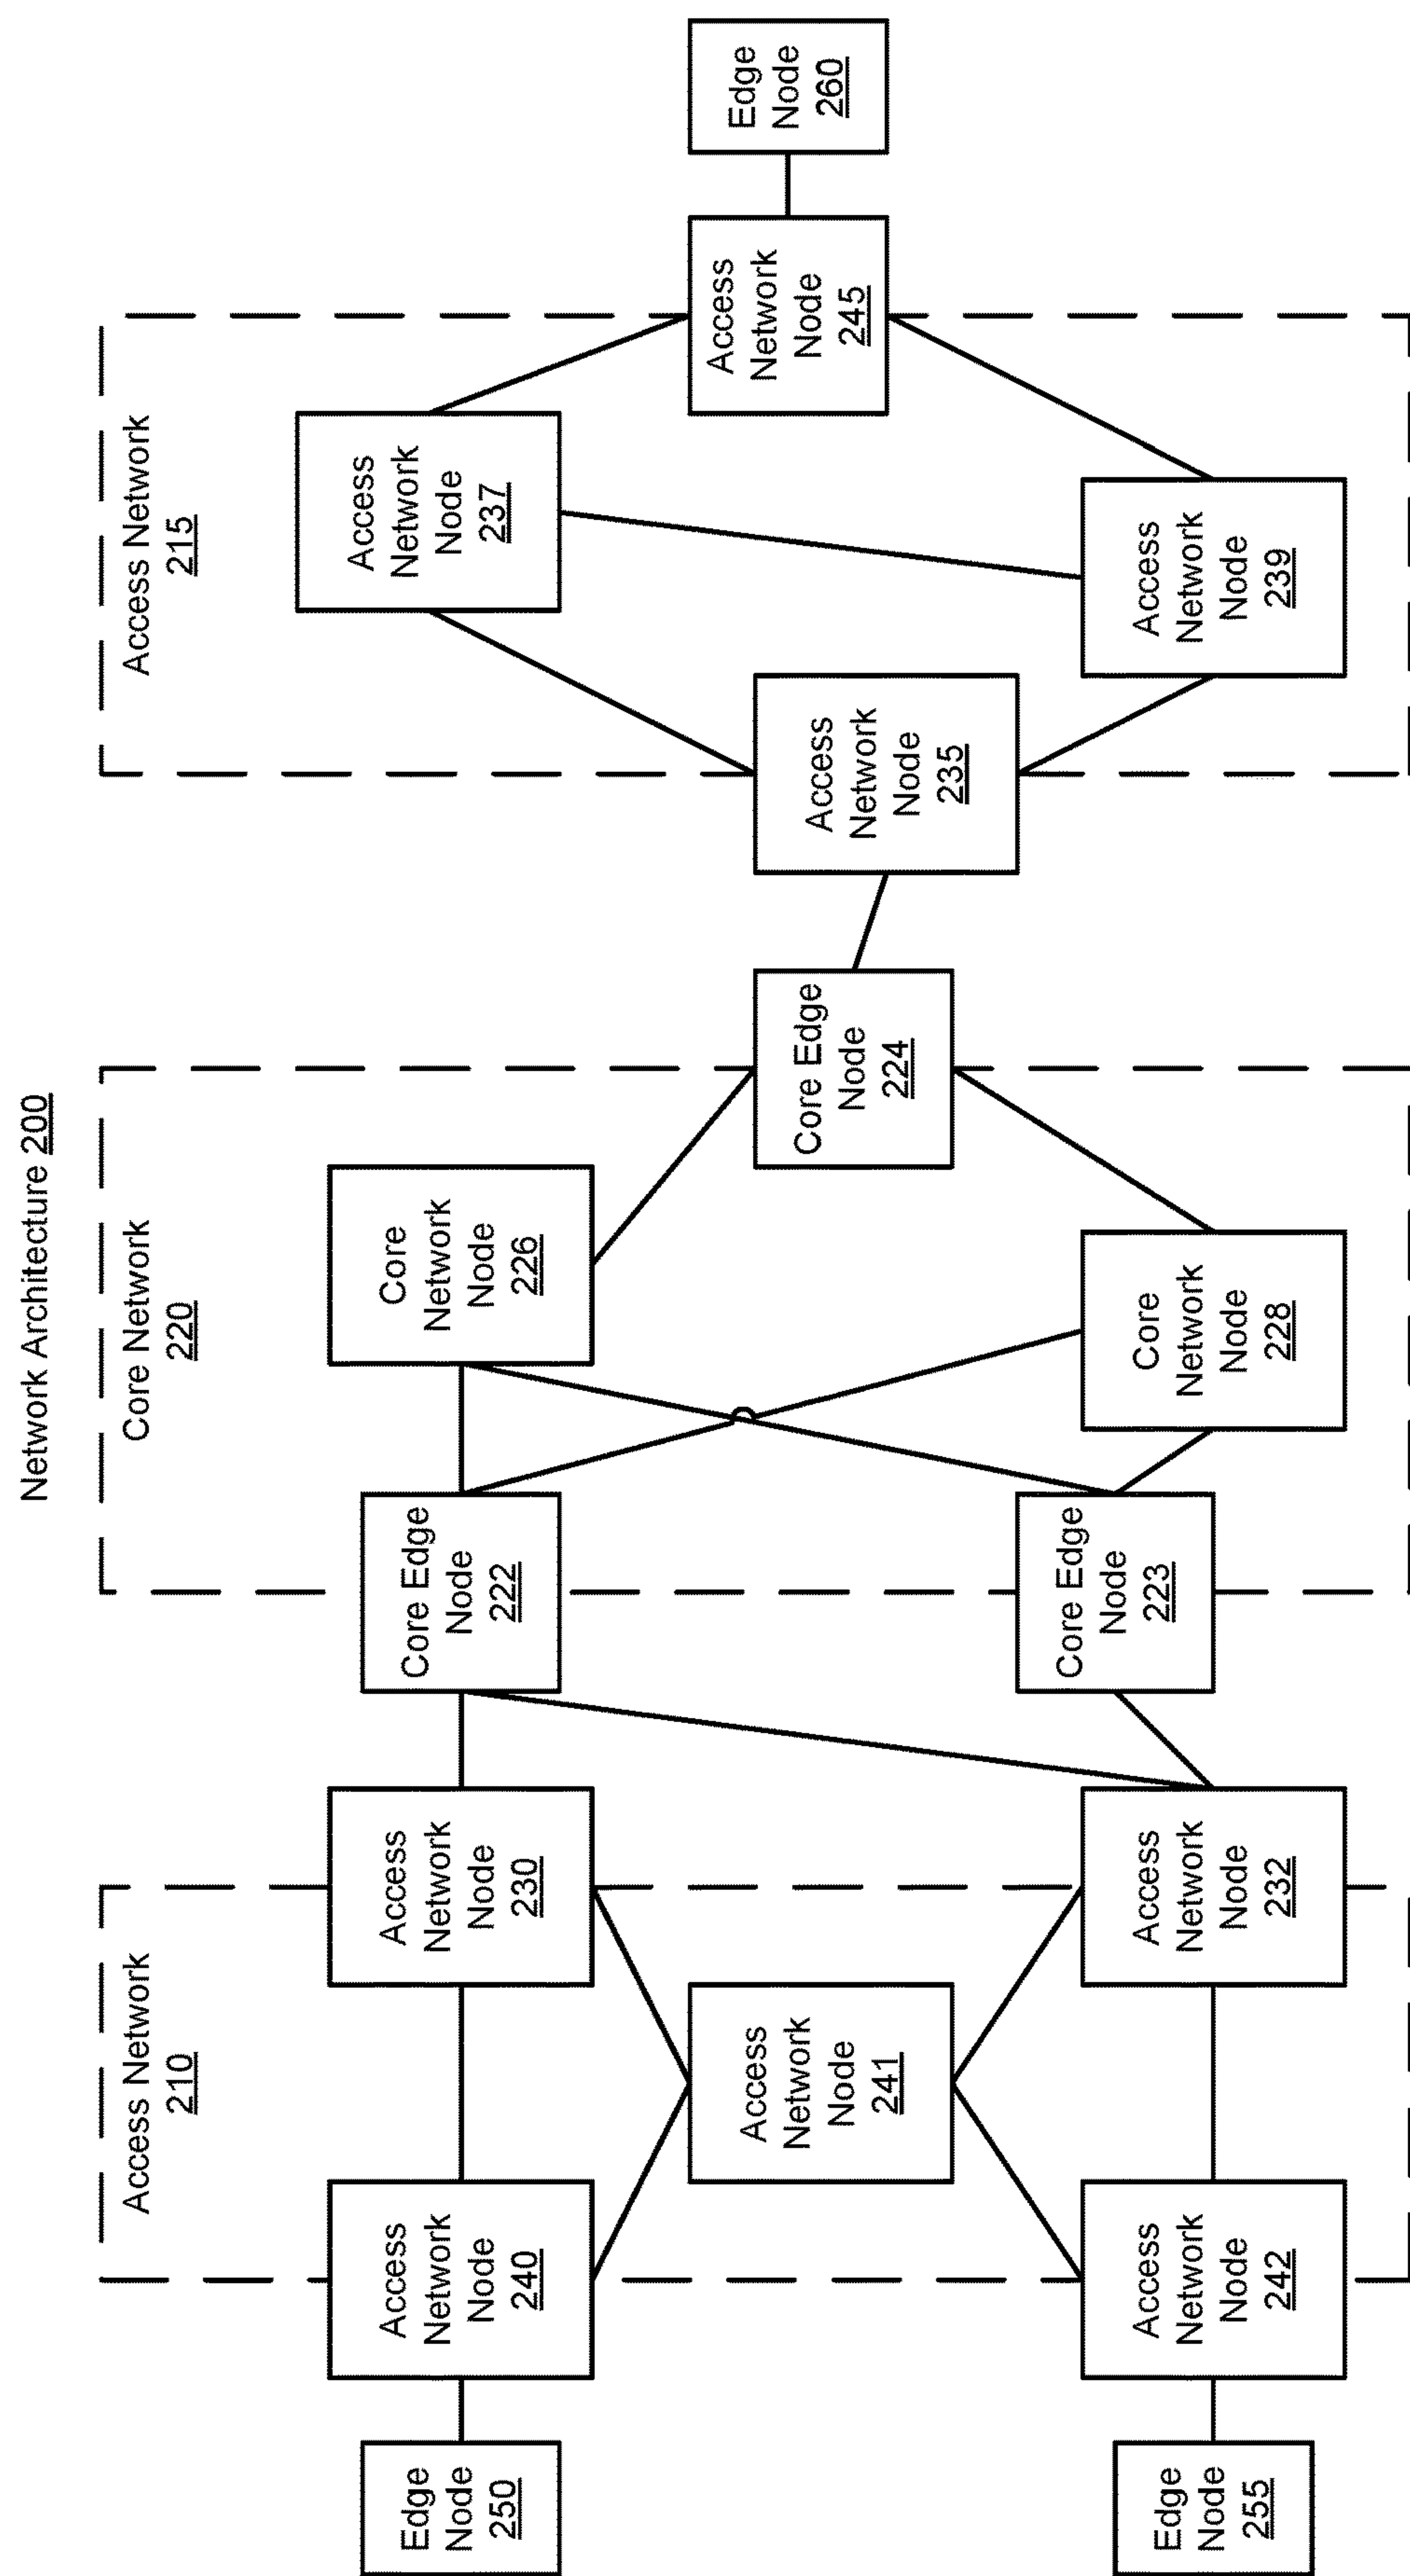 Network Architecture 200
Access Network
210
Core Network
220
Access Network
215
Edge
Node
250
Access
Network
Node
240
Access
Network
Node
230
Core Edge
Node
222
Core
Network
Node
226
Access
Network
Node
237
Access
Network
Node
241
Core Edge
Node
224
Access
Network
Node
235
Access
Network
Node
245
Edge
Node
260
Edge
Node
255
Access
Network
Node
242
Access
Network
Node
232
Core Edge
Node
223
Core
Network
Node
228
Access
Network
Node
239